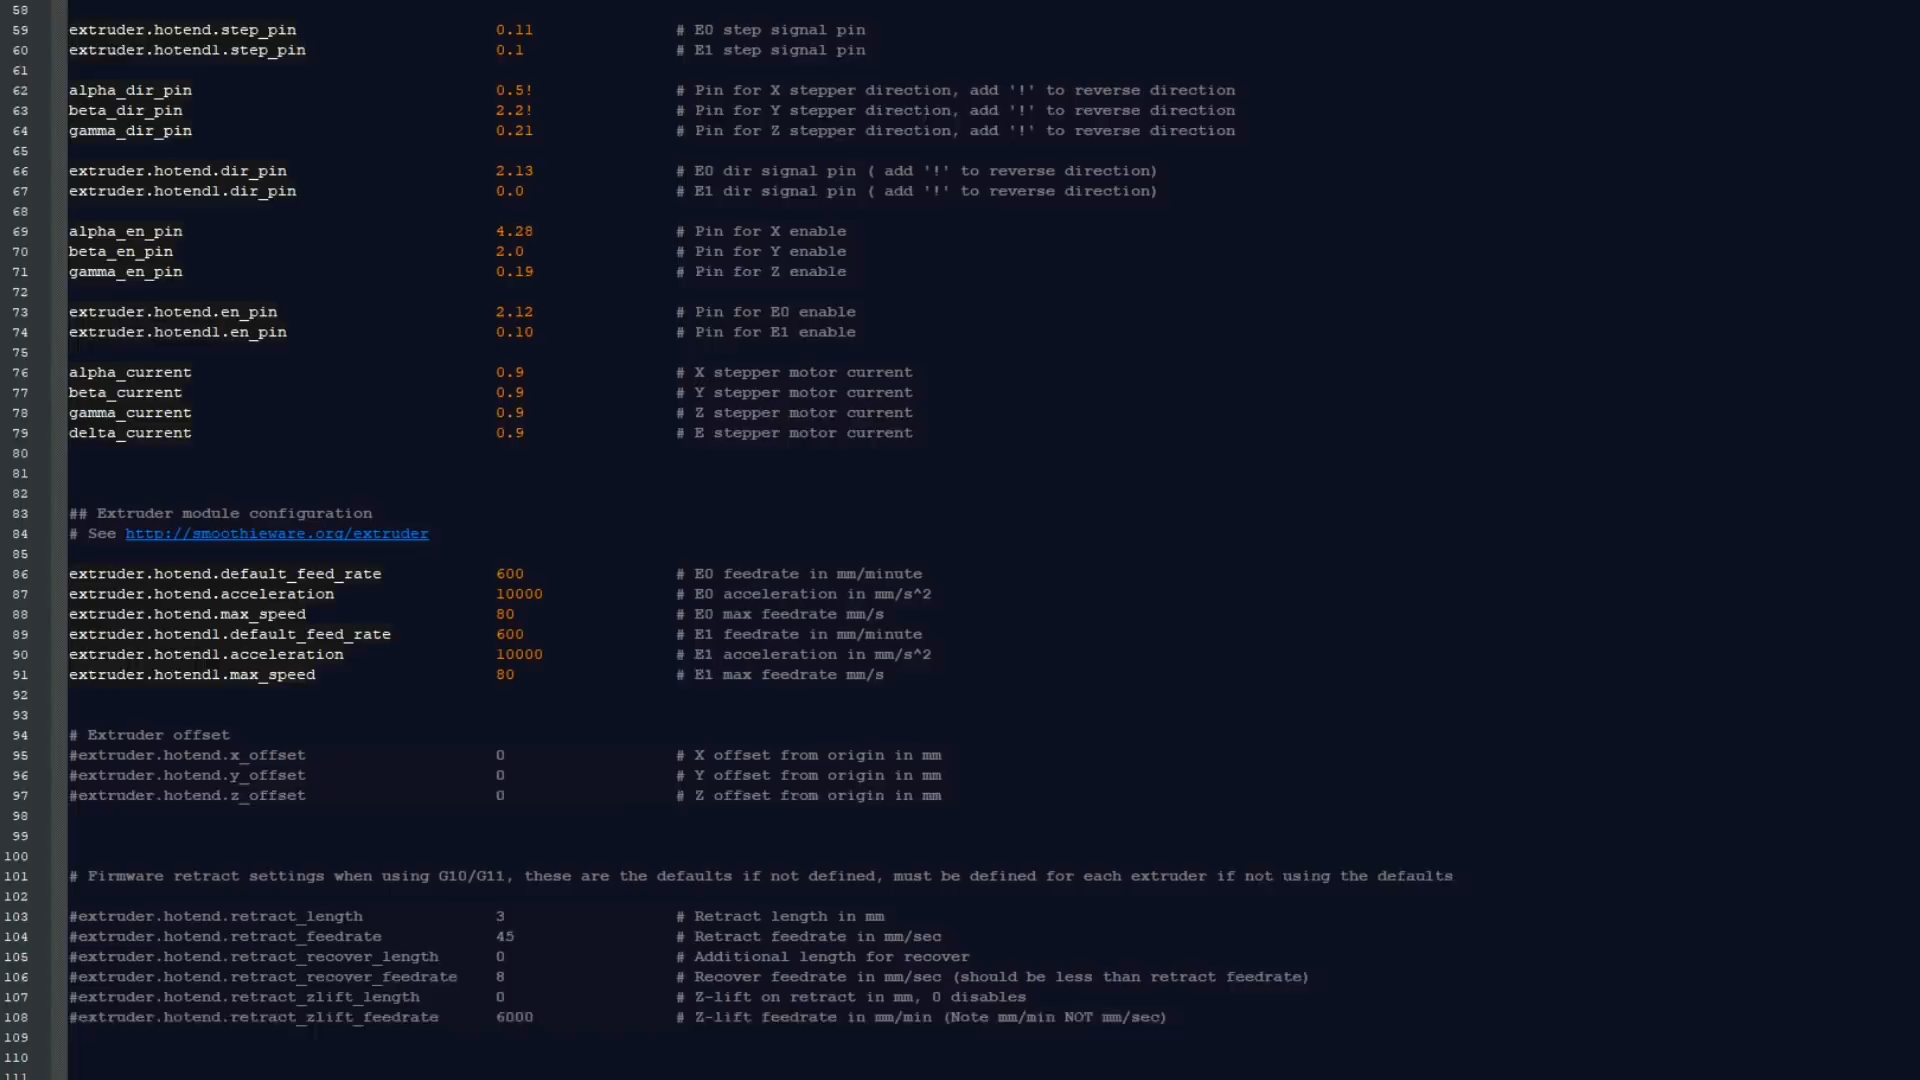 58
59 extruder.hotend.step_pin 0.11 # E0 step signal pin
60 extruder.hotend1.step_pin 0.1 # E1 step signal pin
61
62 alpha_dir_pin 0.5! # Pin for X stepper direction, add '!' to reverse direction
63 beta_dir_pin 2.2! # Pin for Y stepper direction, add '!' to reverse direction
64 gamma_dir_pin 0.21 # Pin for Z stepper direction, add '!' to reverse direction
65
66 extruder.hotend.dir_pin 2.13 # E0 dir signal pin ( add '!' to reverse direction)
67 extruder.hotend1.dir_pin 0.0 # E1 dir signal pin ( add '!' to reverse direction)
68
69 alpha_en_pin 4.28 # Pin for X enable
70 beta_en_pin 2.0 # Pin for Y enable
71 gamma_en_pin 0.19 # Pin for Z enable
72
73 extruder.hotend.en_pin 2.12 # Pin for E0 enable
74 extruder.hotend1.en_pin 0.10 # Pin for E1 enable
75
76 alpha_current 0.9 # X stepper motor current
77 beta_current 0.9 # Y stepper motor current
78 gamma_current 0.9 # Z stepper motor current
79 delta_current 0.9 # E stepper motor current
80
81
82
83 ## Extruder module configuration
84 # See http://smoothieware.org/extruder
85
86 extruder.hotend.default_feed_rate 600 # E0 feedrate in mm/minute
87 extruder.hotend.acceleration 10000 # E0 acceleration in mm/s^2
88 extruder.hotend.max_speed 80 # E0 max feedrate mm/s
89 extruder.hotend1.default_feed_rate 600 # E1 feedrate in mm/minute
90 extruder.hotend1.acceleration 10000 # E1 acceleration in mm/s^2
91 extruder.hotend1.max_speed 80 # E1 max feedrate mm/s
92
93
94 # Extruder offset
95 #extruder.hotend.x_offset 0 # X offset from origin in mm
96 #extruder.hotend.y_offset 0 # Y offset from origin in mm
97 #extruder.hotend.z_offset 0 # Z offset from origin in mm
98
99
100
101 # Firmware retract settings when using G10/G11, these are the defaults if not defined, must be defined for each extruder if not using the defaults
102
103 #extruder.hotend.retract_length 3 # Retract length in mm
104 #extruder.hotend.retract_feedrate 45 # Retract feedrate in mm/sec
105 #extruder.hotend.retract_recover_length 0 # Additional length for recover
106 #extruder.hotend.retract_recover_feedrate 8 # Recover feedrate in mm/sec (should be less than retract feedrate)
107 #extruder.hotend.retract_zlift_length 0 # Z-lift on retract in mm, 0 disables
108 #extruder.hotend.retract_zlift_feedrate 6000 # Z-lift feedrate in mm/min (Note mm/min NOT mm/sec)
109
110
111